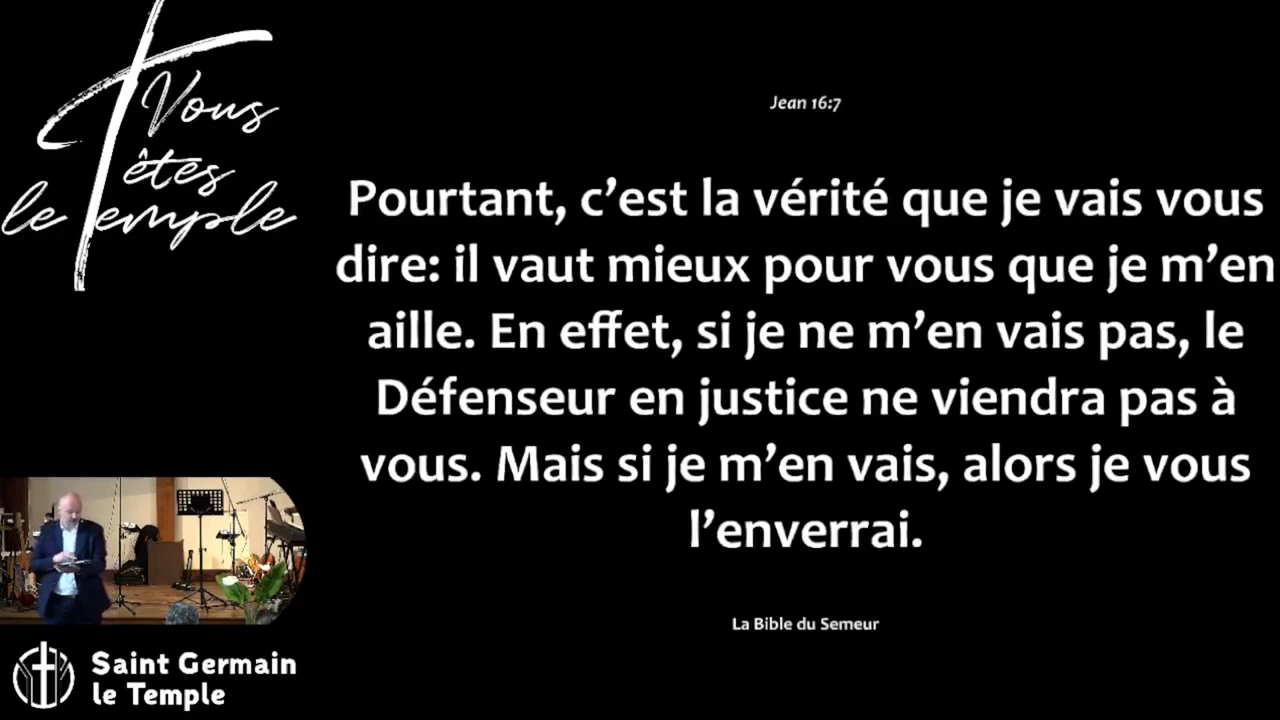 Vous
êtes
le Temple
Jean 16:7
Pourtant, c’est la vérité que je vais vous
dire: il vaut mieux pour vous que je m’en
aille. En effet, si je ne m’en vais pas, le
Défenseur en justice ne viendra pas à
vous. Mais si je m’en vais, alors je vous
l’enverrai.
La Bible du Semeur
Saint Germain
le Temple